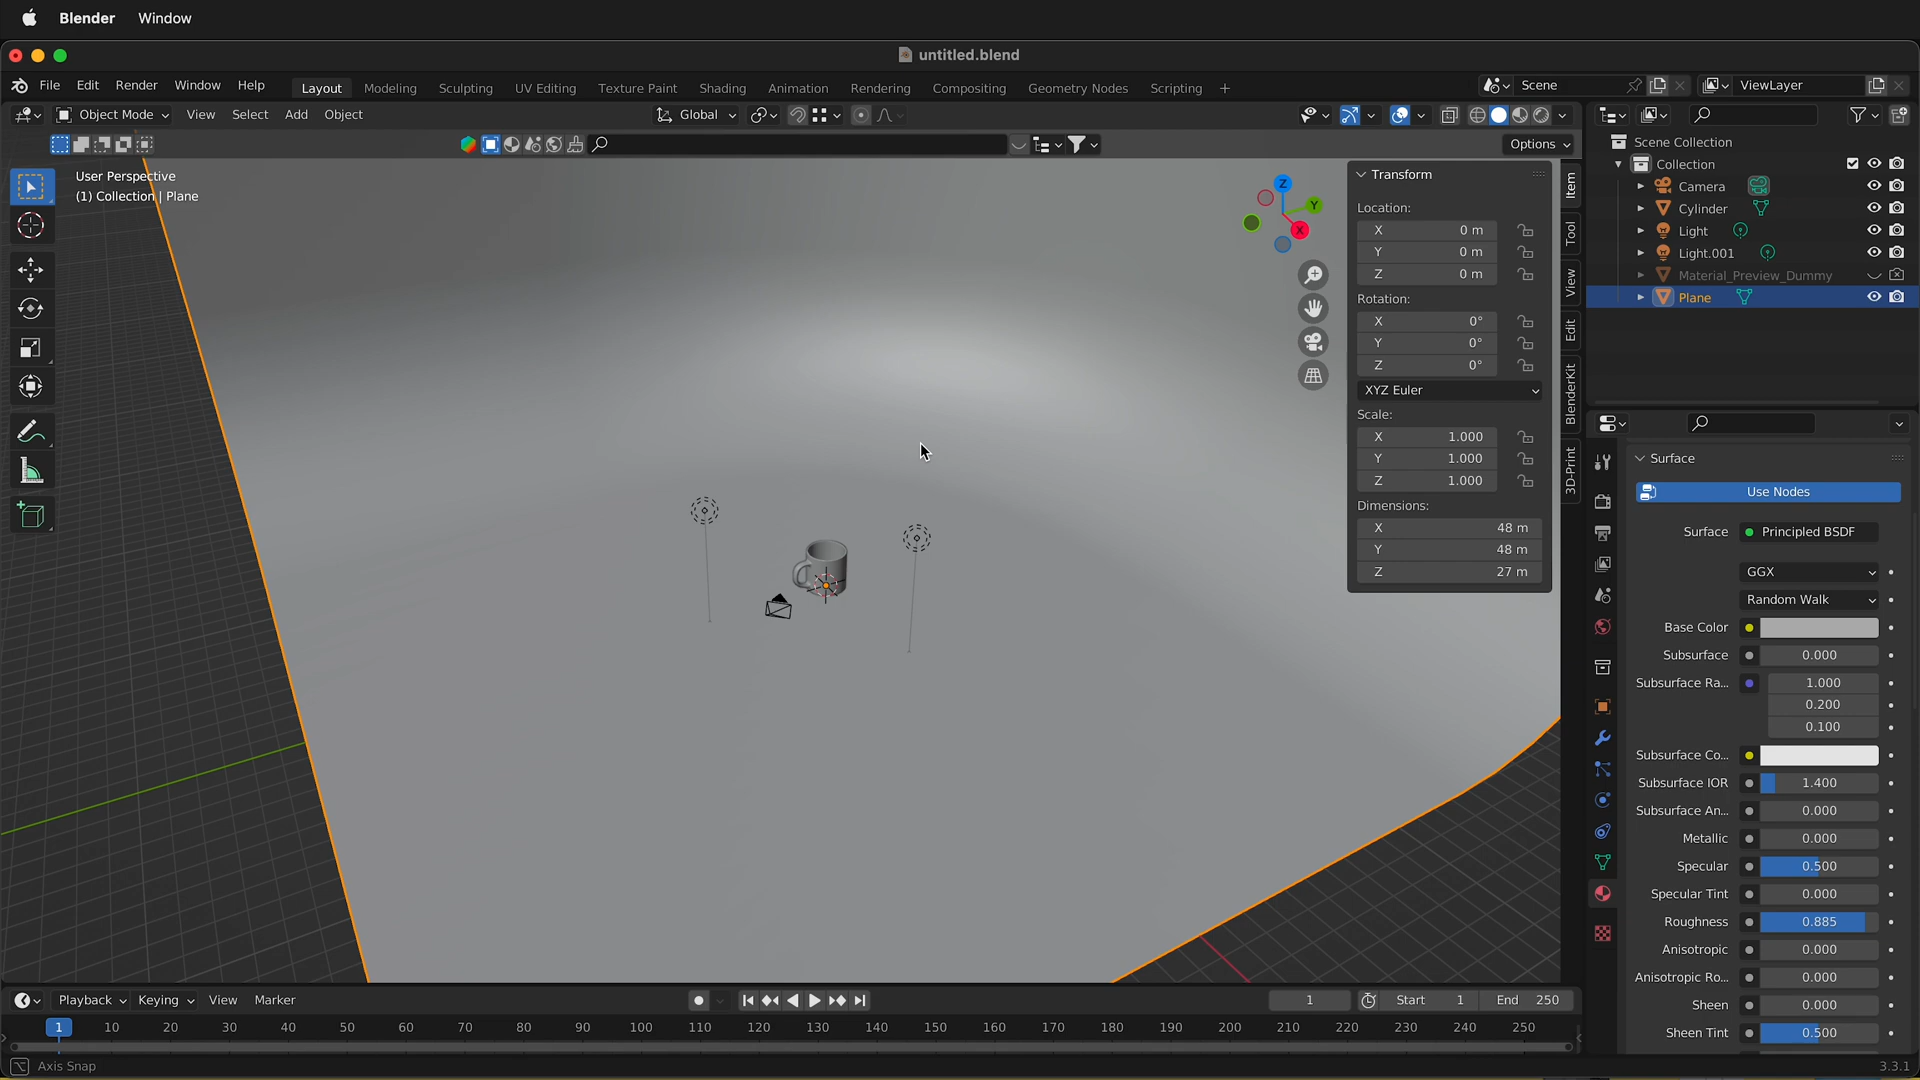 Blender Window
untitled.blend
File Edit Render Window Help Layout Modeling Sculpting UV Editing Texture Paint Shading Animation Rendering Compositing Geometry Nodes Scripting + Scene ViewLayer
Object Mode View Select Add Object Global
Options
User Perspective
(1) Collection | Plane
Z
Y
X
Transform
Location:
X 0 m
Y 0 m
Z 0 m
Rotation:
X 0°
Y 0°
Z 0°
XYZ Euler
Scale:
X 1.000
Y 1.000
Z 1.000
Dimensions:
X 48 m
Y 48 m
Z 27 m
Item
Tool
View
Edit
BlenderKit
3D-Print
Scene Collection
Collection
Camera
Cylinder
Light
Light.001
Material_Preview_Dummy
Plane
Surface
Use Nodes
Surface Principled BSDF
GGX
Random Walk
Base Color
Subsurface 0.000
Subsurface Ra... 1.000
0.200
0.100
Subsurface Co...
Subsurface IOR 1.400
Subsurface An... 0.000
Metallic 0.000
Specular 0.500
Specular Tint 0.000
Roughness 0.885
Anisotropic 0.000
Anisotropic Ro... 0.000
Sheen 0.000
Sheen Tint 0.500
Playback Keying View Marker 1 Start 1 End 250
1 10 20 30 40 50 60 70 80 90 100 110 120 130 140 150 160 170 180 190 200 210 220 230 240 250
Axis Snap 3.3.1